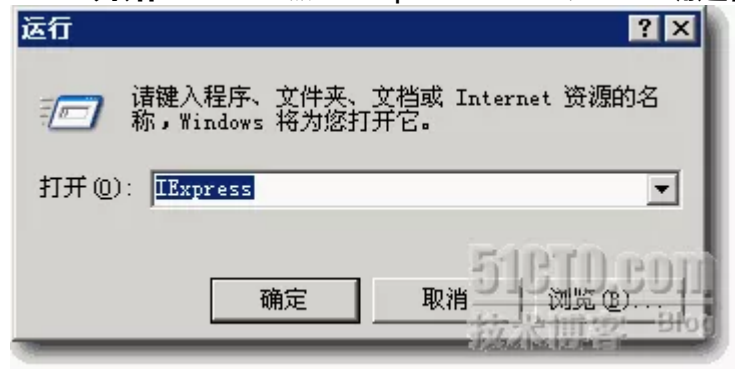 运行
请键入程序、文件夹、文档或 Internet 资源的名
称,Windows 将为您打开它。
打开(O): IExpress
确定 取消 浏览(B)...
51CTO.com
技术博客 Blog